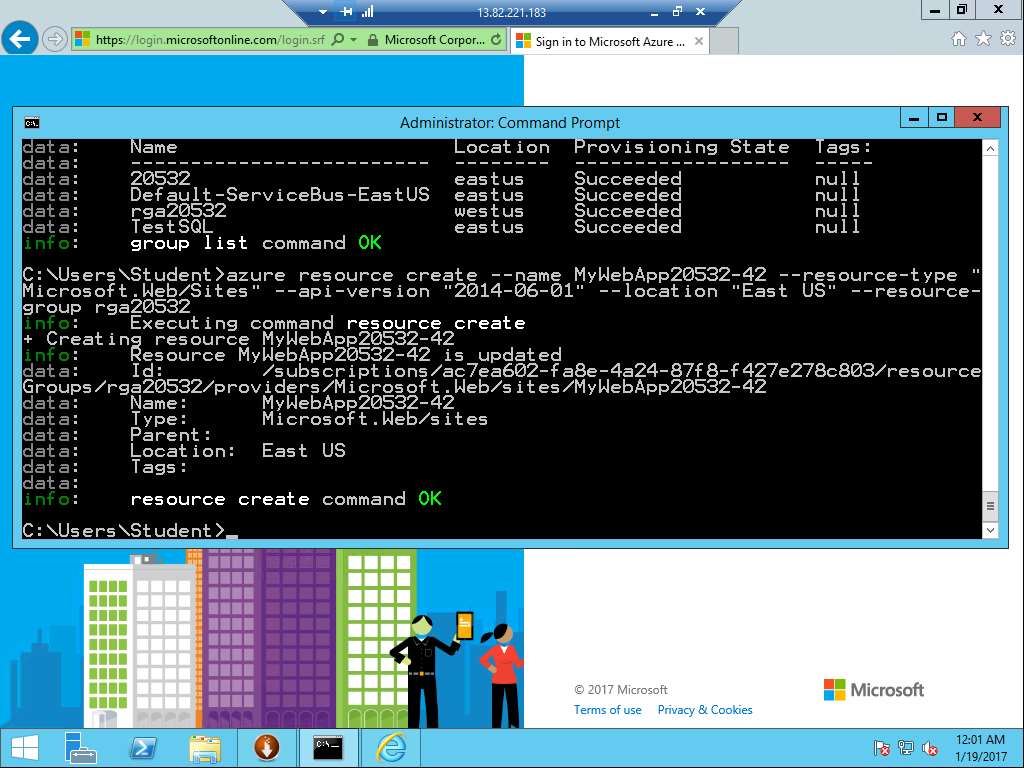 13.82.221.183
https://login.microsoftonline.com/login.srf
Microsoft Corpor...
Sign in to Microsoft Azure ...
Administrator: Command Prompt
data:    Name                       Location  Provisioning State  Tags:
data:    -------------------------  --------  ------------------  -----
data:    20532                      eastus    Succeeded           null
data:    Default-ServiceBus-EastUS  eastus    Succeeded           null
data:    rga20532                   westus    Succeeded           null
data:    TestSQL                    eastus    Succeeded           null
info:    group list command OK
C:\Users\Student>azure resource create --name MyWebApp20532-42 --resource-type "
Microsoft.Web/Sites" --api-version "2014-06-01" --location "East US" --resource-
group rga20532
info:    Executing command resource create
+ Creating resource MyWebApp20532-42
info:    Resource MyWebApp20532-42 is updated
data:    Id:        /subscriptions/ac7ea602-fa8e-4a24-87f8-f427e278c803/resource
Groups/rga20532/providers/Microsoft.Web/sites/MyWebApp20532-42
data:    Name:      MyWebApp20532-42
data:    Type:      Microsoft.Web/sites
data:    Parent:
data:    Location:  East US
data:    Tags:
data:
info:    resource create command OK
C:\Users\Student>_
© 2017 Microsoft
Terms of use    Privacy & Cookies
Microsoft
12:01 AM
1/19/2017